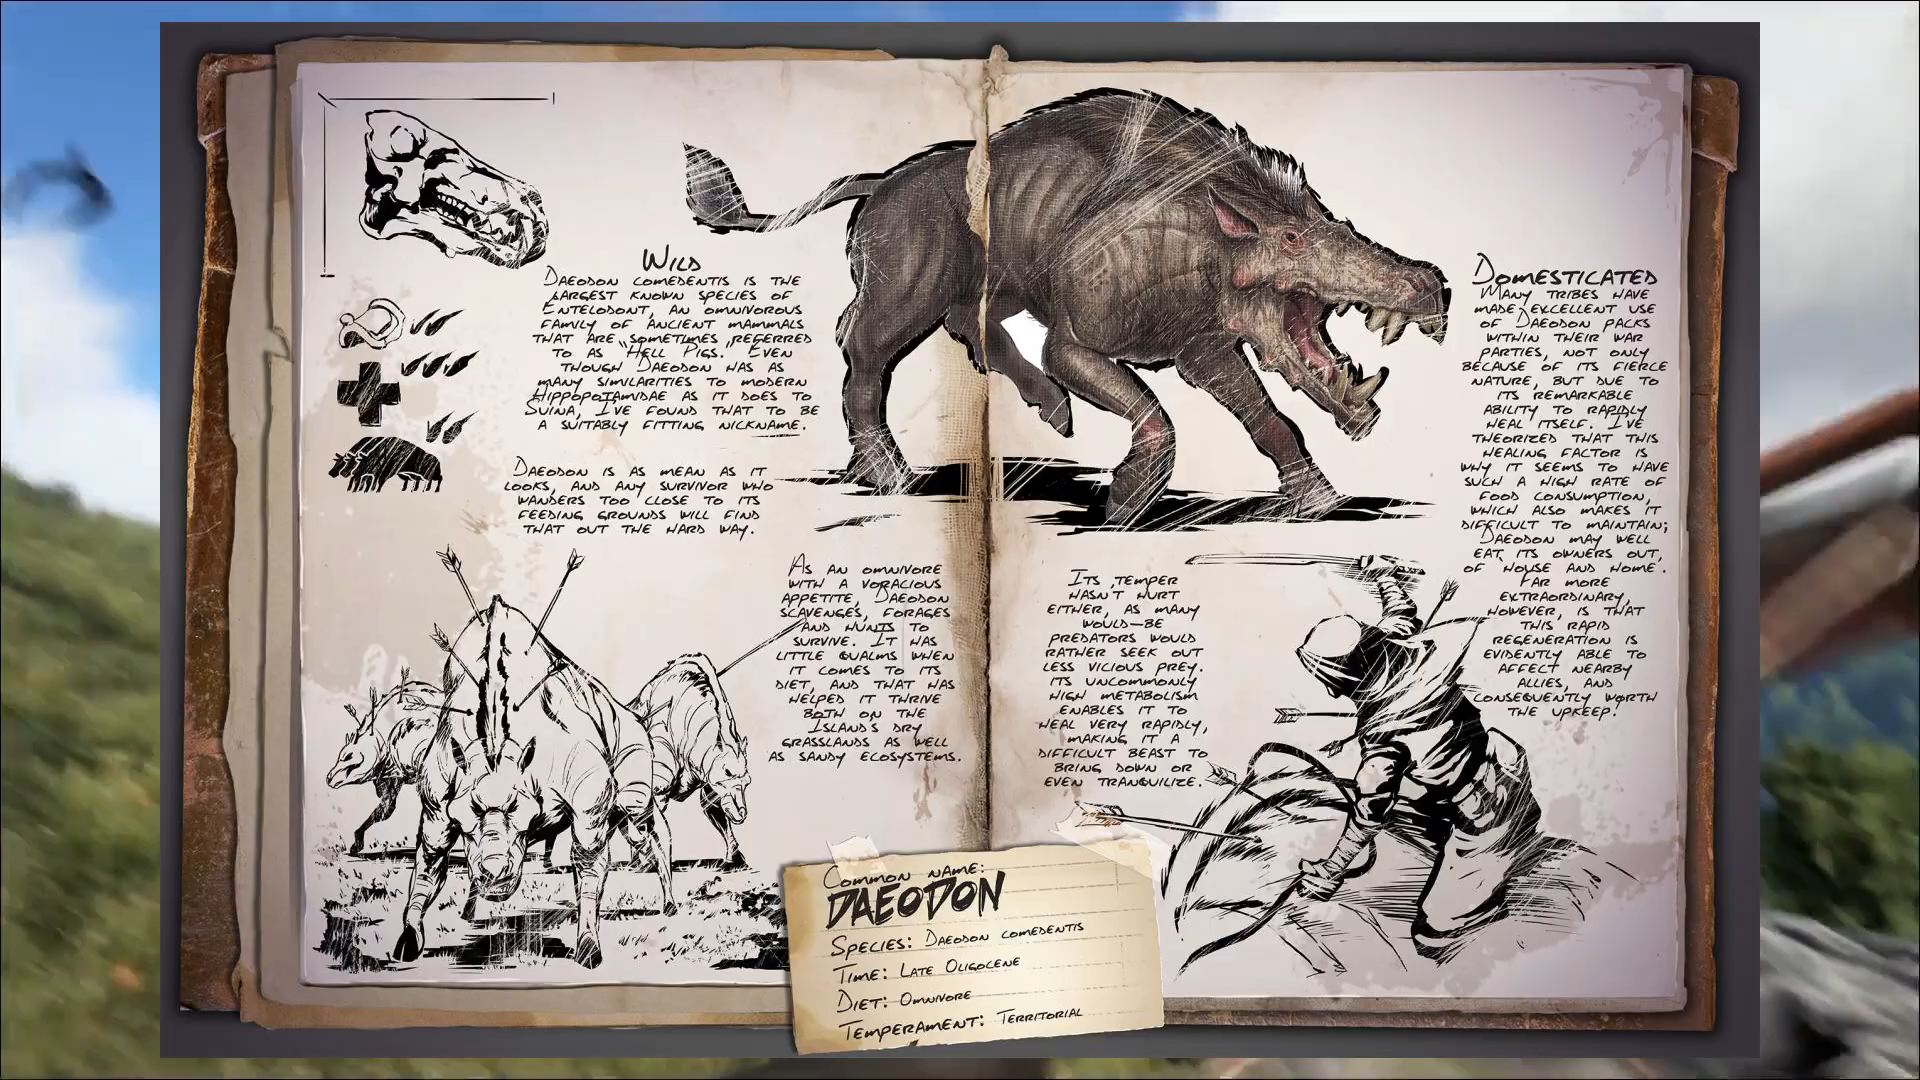 Wild
Daeodon comedentis is the
largest known species of
Entelodont, an omnivorous
family of ancient mammals
that are sometimes referred
to as "Hell Pigs". Even
though Daeodon has as
many similarities to modern
Hippopotamidae as it does to
Suina, I've found that to be
a suitably fitting nickname.
Daeodon is as mean as it
looks, and any survivor who
wanders too close to its
feeding grounds will find
that out the hard way.
As an omnivore
with a voracious
appetite, Daeodon
scavenges, forages
and hunts to
survive. It has
little qualms when
it comes to its
diet, and that has
helped it thrive
both on the
Island's dry
grasslands as well
as sandy ecosystems.
Its temper
hasn't hurt
either, as many
would-be
predators would
rather seek out
less vicious prey.
Its uncommonly
high metabolism
enables it to
heal very rapidly,
making it a
difficult beast to
bring down or
even tranquilize.
Domesticated
Many tribes have
made excellent use
of Daeodon packs
within their war
parties, not only
because of its fierce
nature, but due to
its remarkable
ability to rapidly
heal itself. I've
theorized that this
healing factor is
why it seems to have
such a high rate of
food consumption,
which also makes it
difficult to maintain;
Daeodon may well
eat its owners out,
of house and home.
Far more
extraordinary,
however, is that
this rapid
regeneration is
evidently able to
affect nearby
allies, and
consequently worth
the upkeep!
Common name:
DAEODON
Species: Daeodon comedentis
Time: Late Oligocene
Diet: Omnivore
Temperament: Territorial